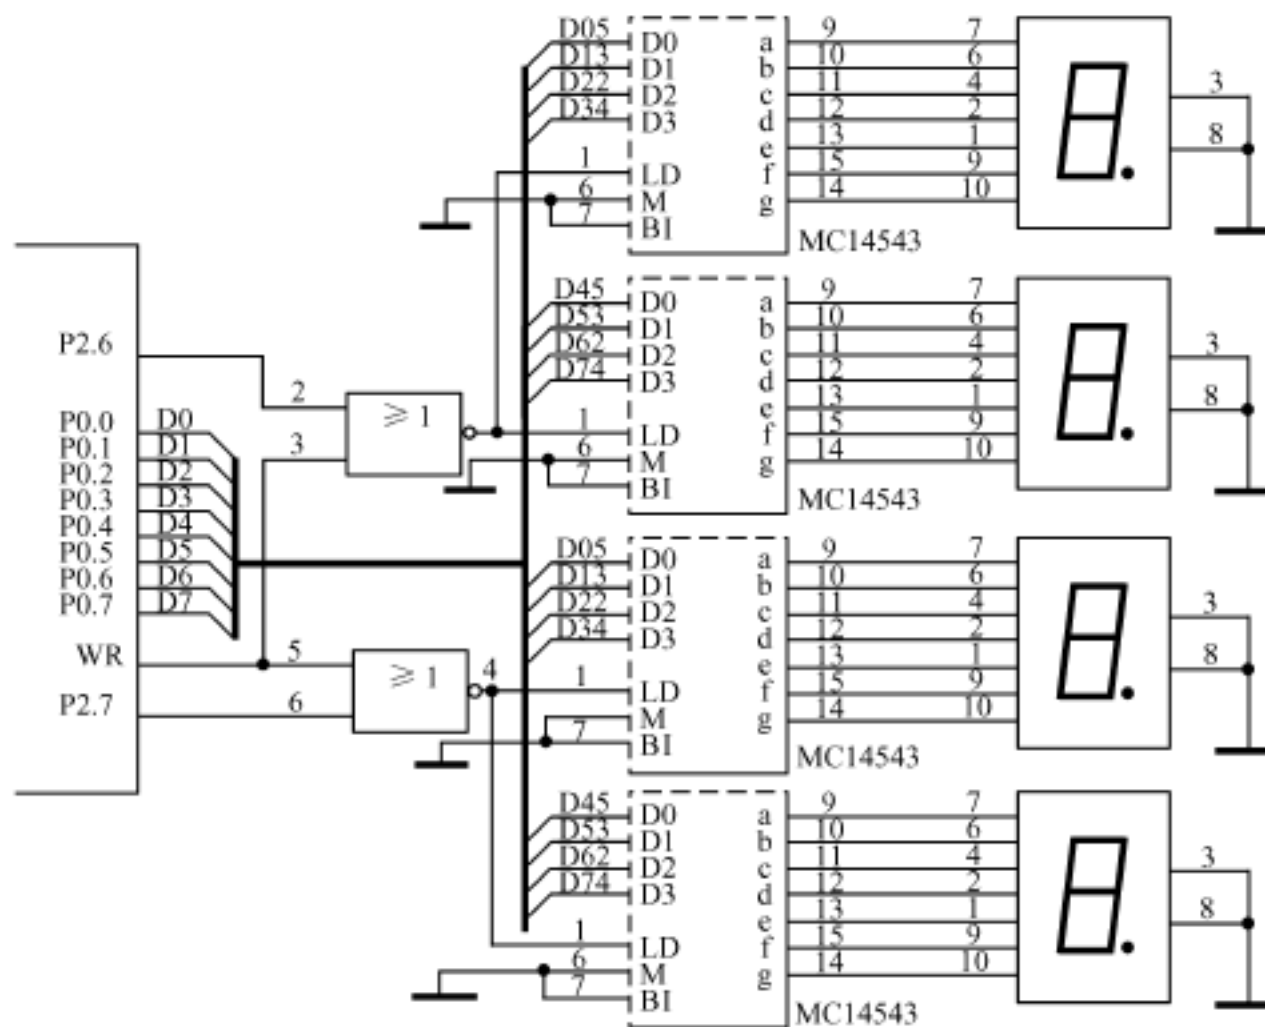 D05 D0 a 9 7
D13 D1 b 10 6
D22 D2 c 11 4 3
D34 D3 d 12 2
e 13 1 8
1 LD f 15 9
6 M g 14 10
7 BI
MC14543
D45 D0 a 9 7
D53 D1 b 10 6
D62 D2 c 11 4 3
D74 D3 d 12 2
e 13 1 8
1 LD f 15 9
6 M g 14 10
7 BI
MC14543
P2.6
2
≥ 1
3
P0.0 D0
P0.1 D1
P0.2 D2
P0.3 D3
P0.4 D4
P0.5 D5
P0.6 D6
P0.7 D7
WR 5
≥ 1 4
P2.7 6
D05 D0 a 9 7
D13 D1 b 10 6
D22 D2 c 11 4 3
D34 D3 d 12 2
e 13 1 8
1 LD f 15 9
M g 14 10
7 BI
MC14543
D45 D0 a 9 7
D53 D1 b 10 6
D62 D2 c 11 4 3
D74 D3 d 12 2
e 13 1 8
1 LD f 15 9
6 M g 14 10
7 BI
MC14543